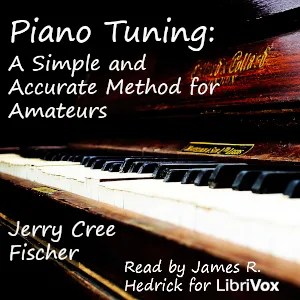 Piano Tuning:
A Simple and
Accurate Method for
Amateurs
Jerry Cree
Fischer
Read by James R.
Hedrick for LibriVox